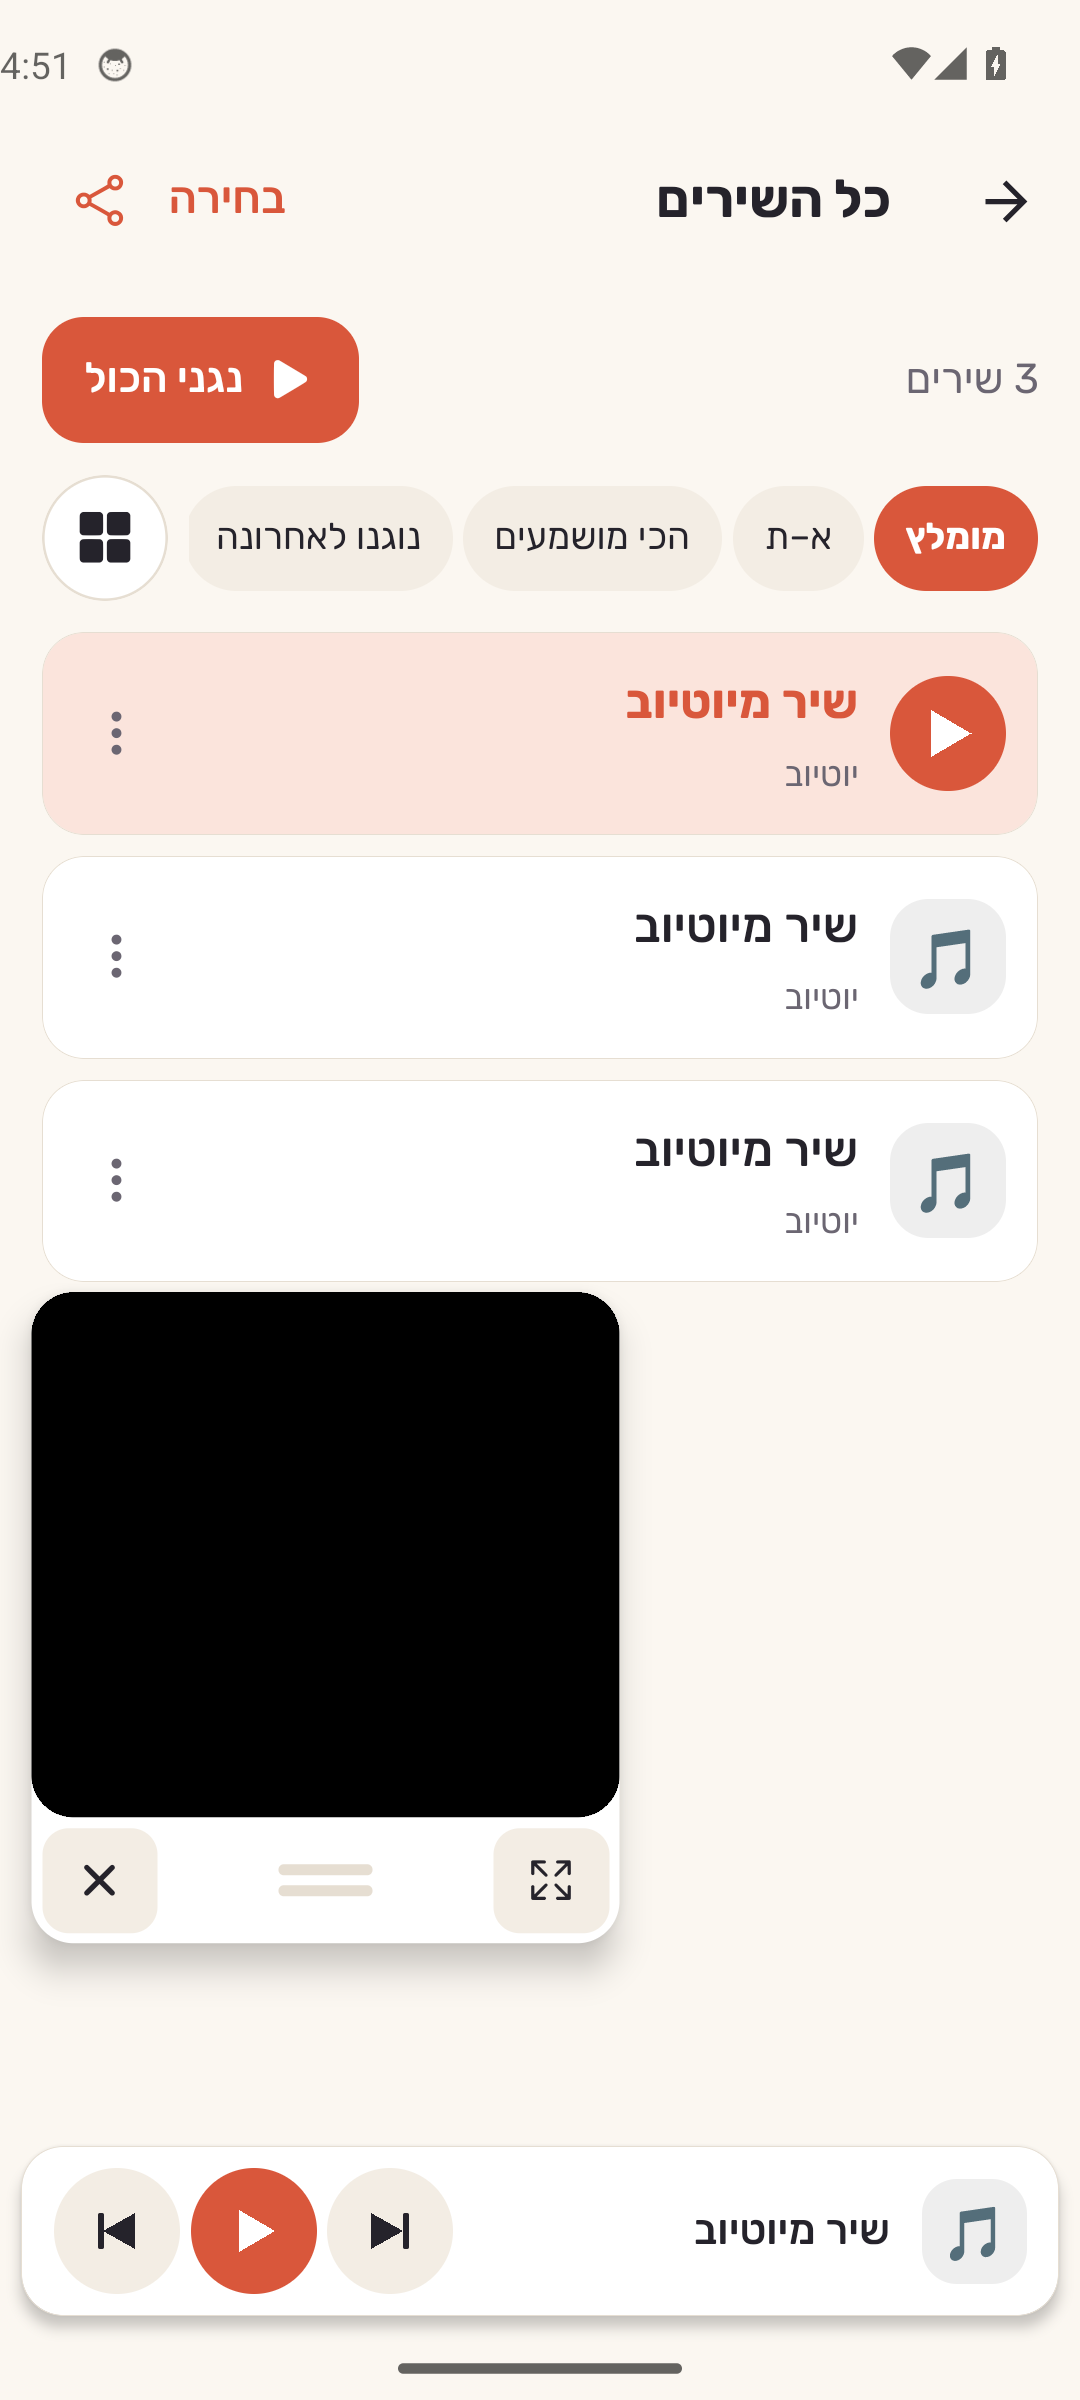 4:51
כל השירים
בחירה
3 שירים
נגני הכול
מומלץ
א-ת
הכי מושמעים
נוגנו לאחרונה
שיר מיוטיוב
יוטיוב
שיר מיוטיוב
יוטיוב
שיר מיוטיוב
יוטיוב
שיר מיוטיוב